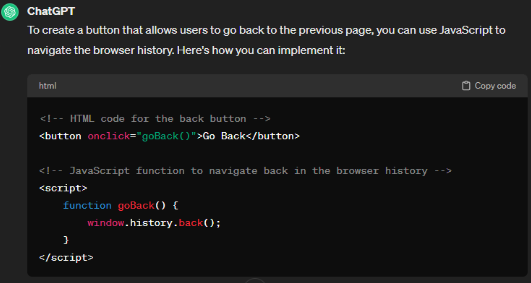 ChatGPT
To create a button that allows users to go back to the previous page, you can use JavaScript to
navigate the browser history. Here's how you can implement it:
html
Copy code
<!-- HTML code for the back button -->
<button onclick="goBack()">Go Back</button>
<!-- JavaScript function to navigate back in the browser history -->
<script>
    function goBack() {
        window.history.back();
    }
</script>